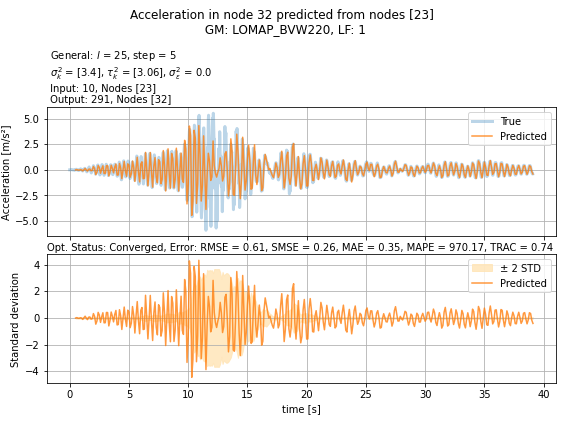 Acceleration in node 32 predicted from nodes [23]
GM: LOMAP_BVW220, LF: 1
General: l = 25, step = 5
σ²ₖ = [3.4], τ²ₖ = [3.06], σ²ε = 0.0
Input: 10, Nodes [23]
Output: 291, Nodes [32]
Acceleration [m/s²]
5.0
2.5
0.0
−2.5
−5.0
True
Predicted
Opt. Status: Converged, Error: RMSE = 0.61, SMSE = 0.26, MAE = 0.35, MAPE = 970.17, TRAC = 0.74
Standard deviation
4
2
0
−2
−4
± 2 STD
Predicted
0 5 10 15 20 25 30 35 40
time [s]